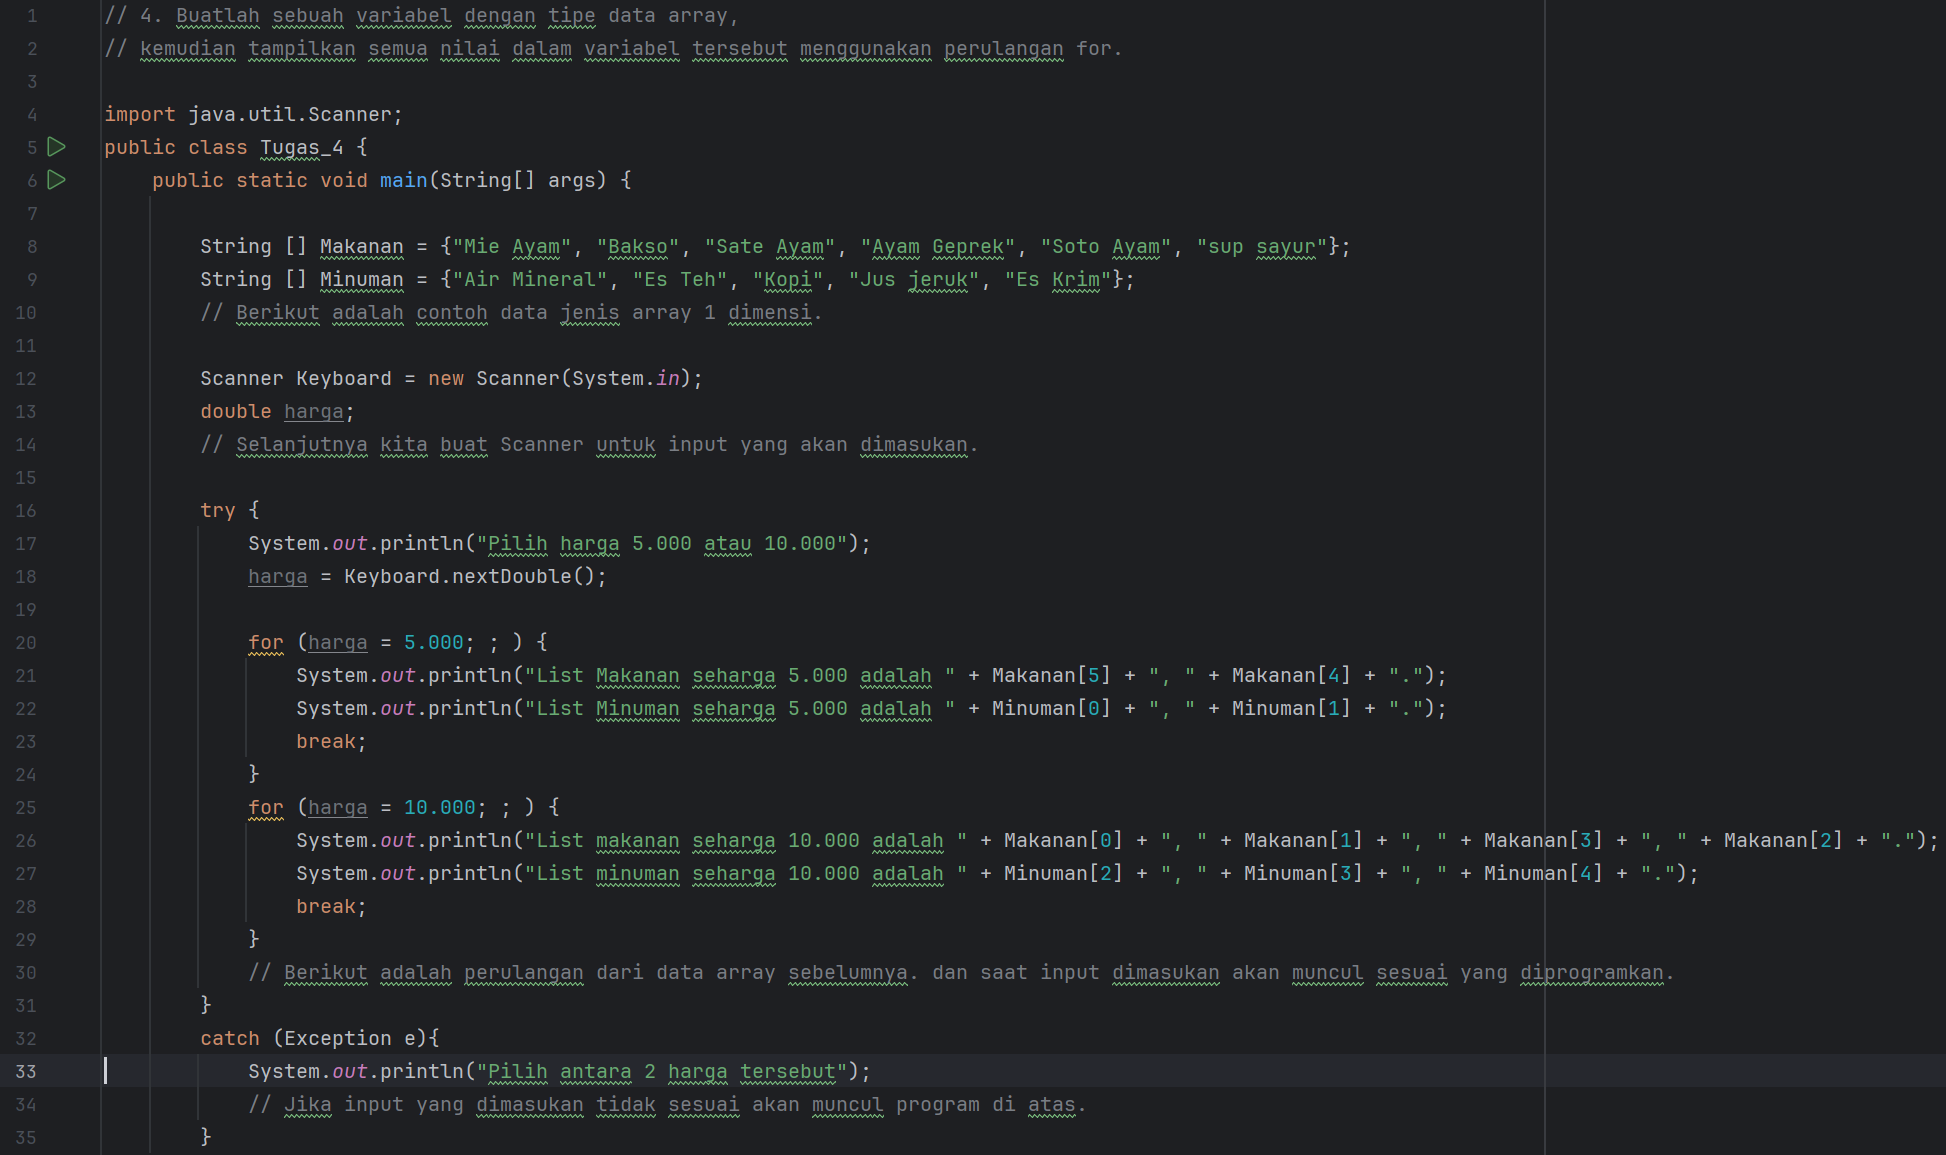 1 // 4. Buatlah sebuah variabel dengan tipe data array,
2 // kemudian tampilkan semua nilai dalam variabel tersebut menggunakan perulangan for.
3
4 import java.util.Scanner;
5 public class Tugas_4 {
6     public static void main(String[] args) {
7
8         String [] Makanan = {"Mie Ayam", "Bakso", "Sate Ayam", "Ayam Geprek", "Soto Ayam", "sup sayur"};
9         String [] Minuman = {"Air Mineral", "Es Teh", "Kopi", "Jus jeruk", "Es Krim"};
10         // Berikut adalah contoh data jenis array 1 dimensi.
11
12         Scanner Keyboard = new Scanner(System.in);
13         double harga;
14         // Selanjutnya kita buat Scanner untuk input yang akan dimasukan.
15
16         try {
17             System.out.println("Pilih harga 5.000 atau 10.000");
18             harga = Keyboard.nextDouble();
19
20             for (harga = 5.000; ; ) {
21                 System.out.println("List Makanan seharga 5.000 adalah " + Makanan[5] + ", " + Makanan[4] + ".");
22                 System.out.println("List Minuman seharga 5.000 adalah " + Minuman[0] + ", " + Minuman[1] + ".");
23                 break;
24             }
25             for (harga = 10.000; ; ) {
26                 System.out.println("List makanan seharga 10.000 adalah " + Makanan[0] + ", " + Makanan[1] + ", " + Makanan[3] + ", " + Makanan[2] + ".");
27                 System.out.println("List minuman seharga 10.000 adalah " + Minuman[2] + ", " + Minuman[3] + ", " + Minuman[4] + ".");
28                 break;
29             }
30             // Berikut adalah perulangan dari data array sebelumnya. dan saat input dimasukan akan muncul sesuai yang diprogramkan.
31         }
32         catch (Exception e){
33             System.out.println("Pilih antara 2 harga tersebut");
34             // Jika input yang dimasukan tidak sesuai akan muncul program di atas.
35         }